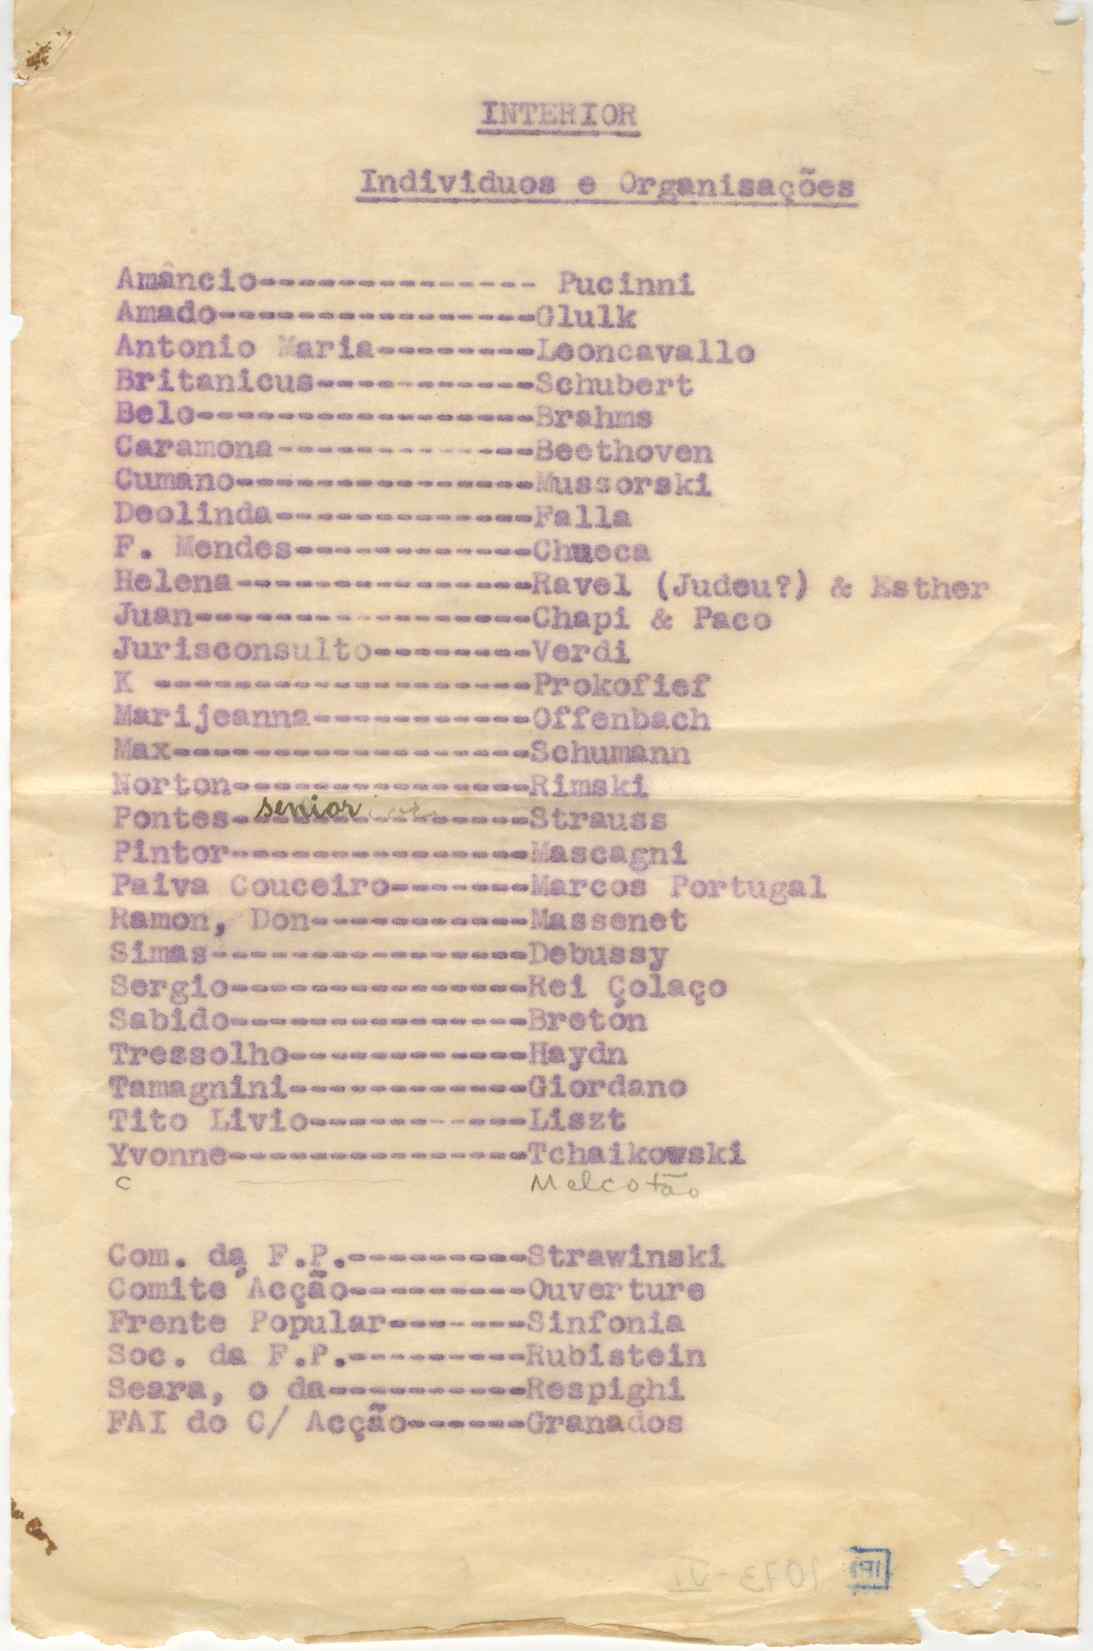 INTERIOR
Individuos e Organisações
Amâncio-------------- Pucinni
Amado----------------Glulk
Antonio Maria--------Leoncavallo
Britanicus-----------Schubert
Belo-----------------Brahms
Caramona-------------Beethoven
Cumano---------------Mussorski
Deolinda-------------Falla
F. Mendes------------Chueca
Helena---------------Ravel (Judeu?) & Esther
Juan-----------------Chapi & Paco
Jurisconsulto--------Verdi
K -------------------Prokofief
Marijeanna-----------Offenbach
Max------------------Schumann
Norton---------------Rimski
Pontes- senior ------Strauss
Pintor---------------Mascagni
Paiva Couceiro-------Marcos Portugal
Ramon, Don-----------Massenet
Simas----------------Debussy
Sergio---------------Rei Çolaço
Sabido---------------Bretón
Tressolho------------Haydn
Tamagnini------------Giordano
Tito Livio-----------Liszt
Yvonne---------------Tchaikowski
C ——— Melcotão
Com. da F.P.---------Strawinski
Comité Acção---------Ouverture
Frente Popular-------Sinfonia
Soc. da F.P.---------Rubistein
Seara, o da----------Respighi
FAI do C/ Acção------Granados